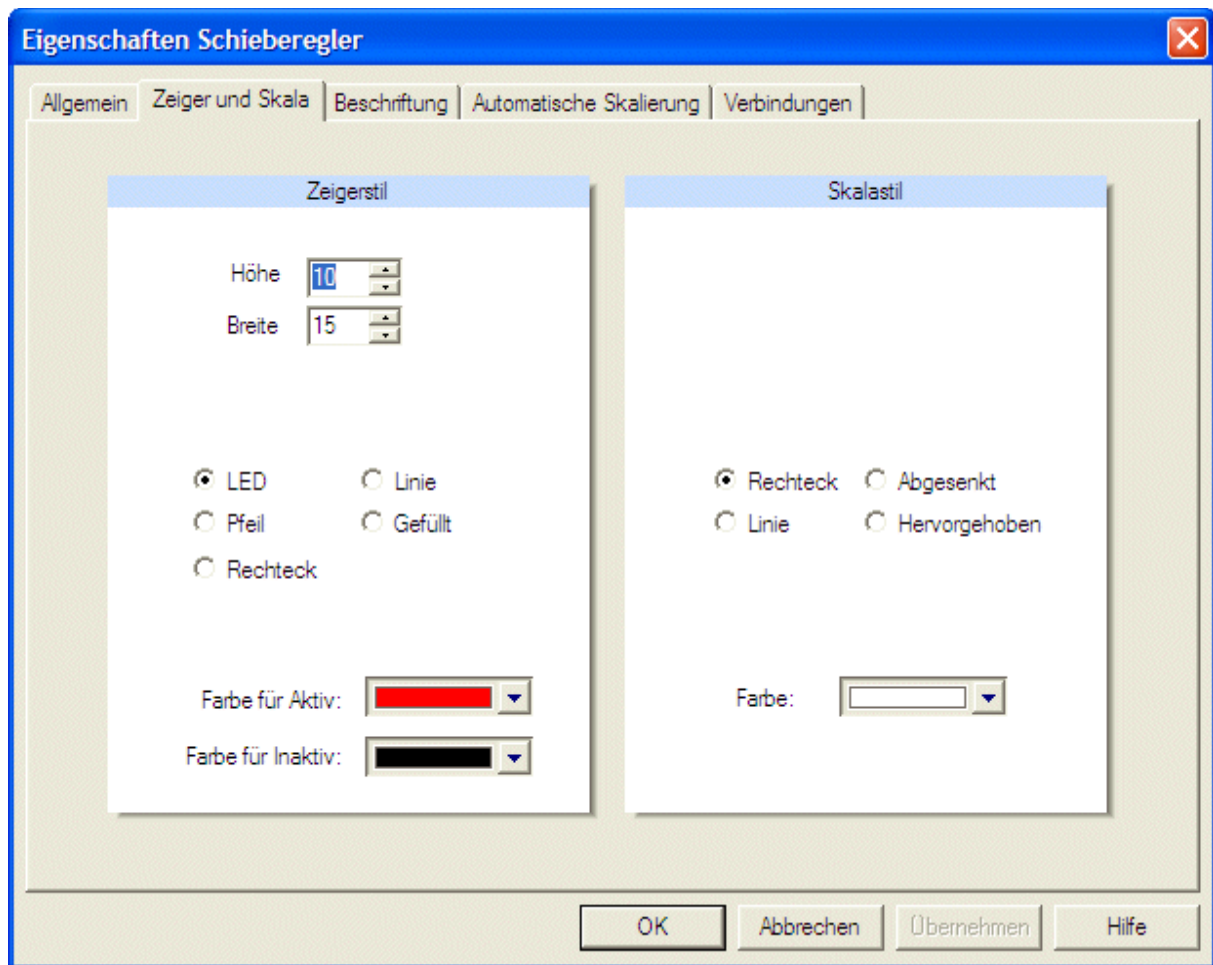 Eigenschaften Schieberegler
Allgemein Zeiger und Skala Beschriftung Automatische Skalierung Verbindungen
Zeigerstil
Höhe 10
Breite 15
LED Linie
Pfeil Gefüllt
Rechteck
Farbe für Aktiv:
Farbe für Inaktiv:
Skalastil
Rechteck Abgesenkt
Linie Hervorgehoben
Farbe:
OK Abbrechen Übernehmen Hilfe